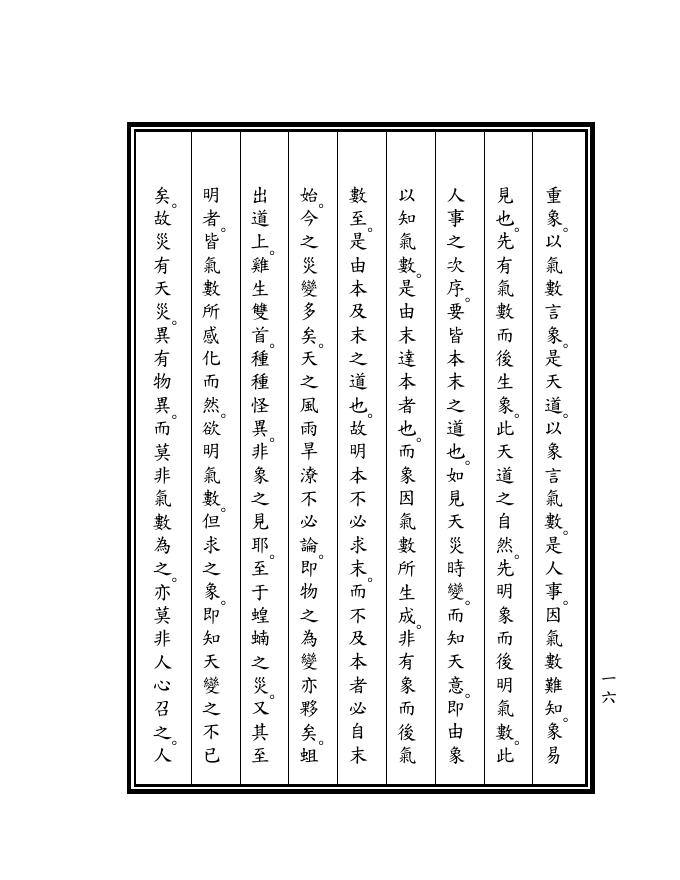 重象。以氣數言象。是天道。以象言氣數。是人事。因氣數難知。象易
見也。先有氣數而後生象。此天道之自然。先明象而後明氣數。此
人事之次序。要皆本末之道也。如見天災時變。而知天意。即由象
以知氣數。是由末達本者也。而象因氣數所生成。非有象而後氣
數至。是由本及末之道也。故明本不必求末。而不及本者必自末
始。今之災變多矣。天之風雨旱潦不必論。即物之為變亦夥矣。蛆
出道上。雞生雙首。種種怪異。非象之見耶。至于蝗蝻之災。又其至
明者。皆氣數所感化而然。欲明氣數。但求之象。即知天變之不已
矣。故災有天災。異有物異。而莫非氣數為之。亦莫非人心召之。人
一六